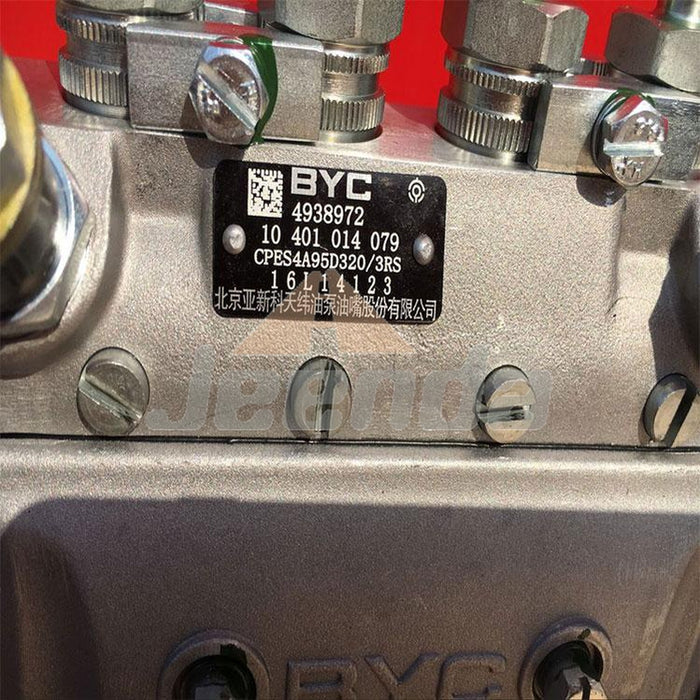 BYC
4938972
10 401 014 079
CPES4A95D320/3RS
16L14123
北京亚新科天纬油泵油嘴股份有限公司
Jeenda
BYC